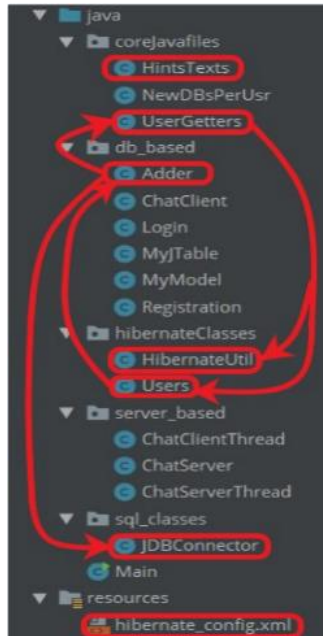 java
coreJavafiles
HintsTexts
NewDBsPerUsr
UserGetters
db_based
Adder
ChatClient
Login
MyJTable
MyModel
Registration
hibernateClasses
HibernateUtil
Users
server_based
ChatClientThread
ChatServer
ChatServerThread
sql_classes
JDBConnector
Main
resources
hibernate_config.xml